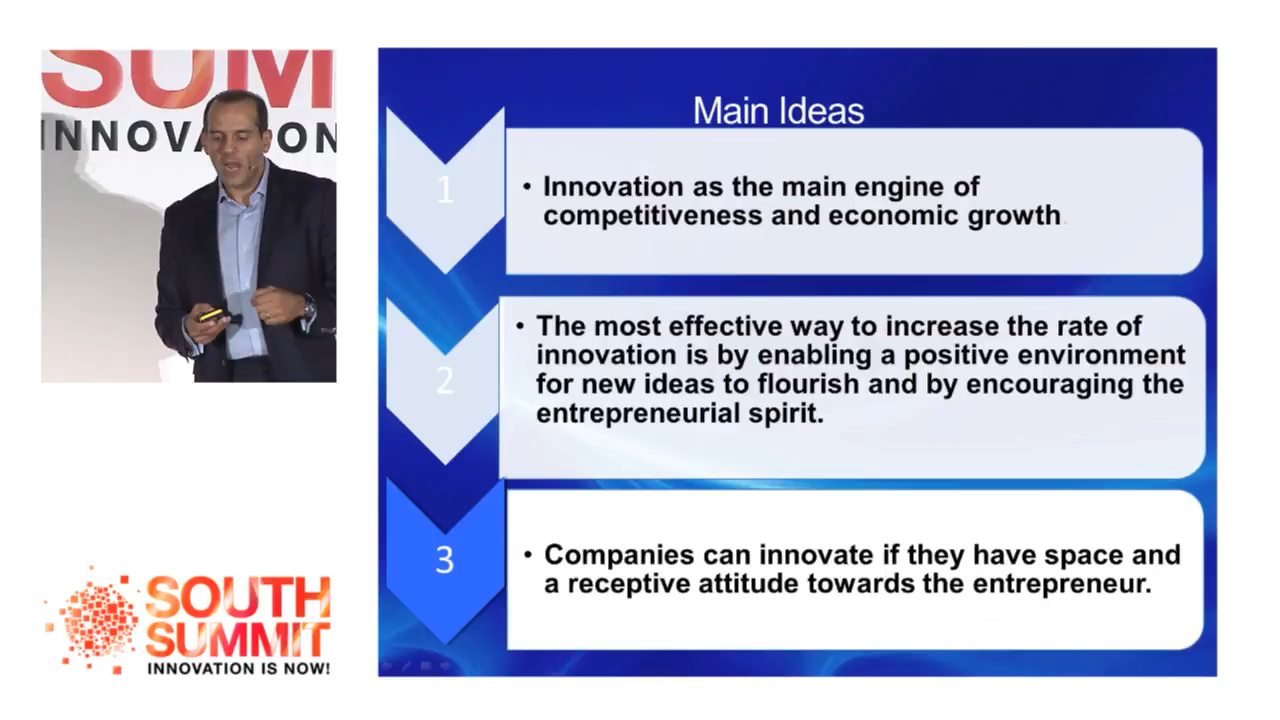 SUM
INNOVATION
Main Ideas
1
• Innovation as the main engine of
competitiveness and economic growth.
2
• The most effective way to increase the rate of
innovation is by enabling a positive environment
for new ideas to flourish and by encouraging the
entrepreneurial spirit.
3
• Companies can innovate if they have space and
a receptive attitude towards the entrepreneur.
SOUTH
SUMMIT
INNOVATION IS NOW!